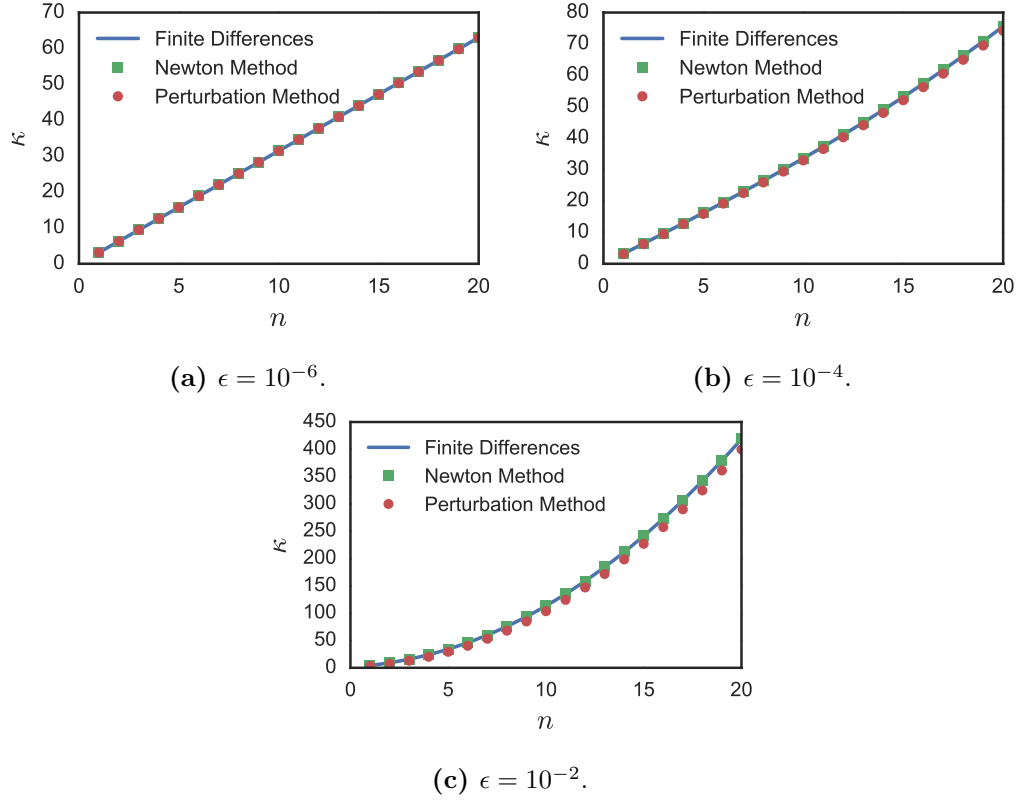 70
60
50
40
30
20
10
0
κ
Finite Differences
Newton Method
Perturbation Method
0 5 10 15 20
n
(a) ϵ = 10⁻⁶.
80
70
60
50
40
30
20
10
0
κ
Finite Differences
Newton Method
Perturbation Method
0 5 10 15 20
n
(b) ϵ = 10⁻⁴.
450
400
350
300
250
200
150
100
50
0
κ
Finite Differences
Newton Method
Perturbation Method
0 5 10 15 20
n
(c) ϵ = 10⁻².